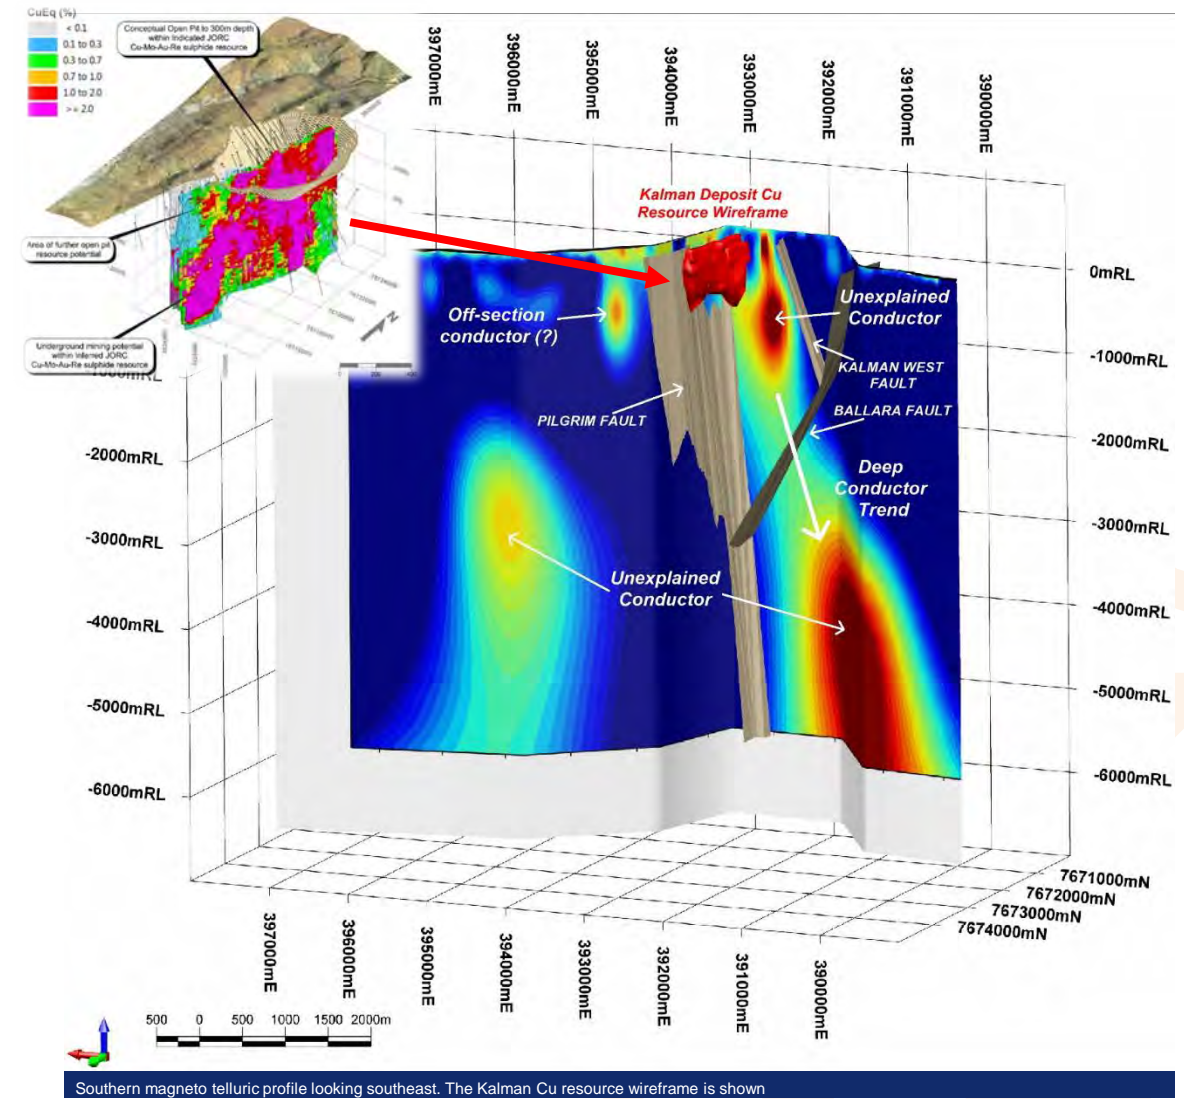 CuEq (%)
< 0.1
0.1 to 0.3
0.3 to 0.7
0.7 to 1.0
1.0 to 2.0
>= 2.0
Conceptual Open Pit to 300m depth
within Indicated JORC
Cu-Mo-Au-Re sulphide resource
Area of further open pit
resource potential
Underground mining potential
within Inferred JORC
Cu-Mo-Au-Re sulphide resource
N
397000mE
396000mE
395000mE
394000mE
393000mE
392000mE
391000mE
390000mE
Kalman Deposit Cu
Resource Wireframe
Off-section
conductor (?)
Unexplained
Conductor
KALMAN WEST
FAULT
BALLARA FAULT
PILGRIM FAULT
Deep
Conductor
Trend
Unexplained
Conductor
0mRL
-1000mRL
-2000mRL
-3000mRL
-4000mRL
-5000mRL
-6000mRL
-2000mRL
-3000mRL
-4000mRL
-5000mRL
-6000mRL
7671000mN
7672000mN
7673000mN
7674000mN
397000mE
396000mE
395000mE
394000mE
393000mE
392000mE
391000mE
390000mE
500 0 500 1000 1500 2000m
Southern magneto telluric profile looking southeast. The Kalman Cu resource wireframe is shown